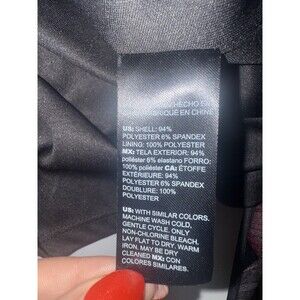 HECHO EN
EN CHINE
US: SHELL: 94%
POLYESTER 6% SPANDEX
LINING: 100% POLYESTER
MX: TELA EXTERIOR: 94%
poliéster 6% elastano FORRO:
100% poliéster CA: ÉTOFFE
EXTÉRIEURE: 94%
POLYESTER 6% SPANDEX
DOUBLURE: 100%
POLYESTER
US: WITH SIMILAR COLORS.
MACHINE WASH COLD,
GENTLE CYCLE. ONLY
NON-CHLORINE BLEACH.
LAY FLAT TO DRY. WARM
IRON, MAY BE DRY
CLEANED MX: CON
COLORES SIMILARES.